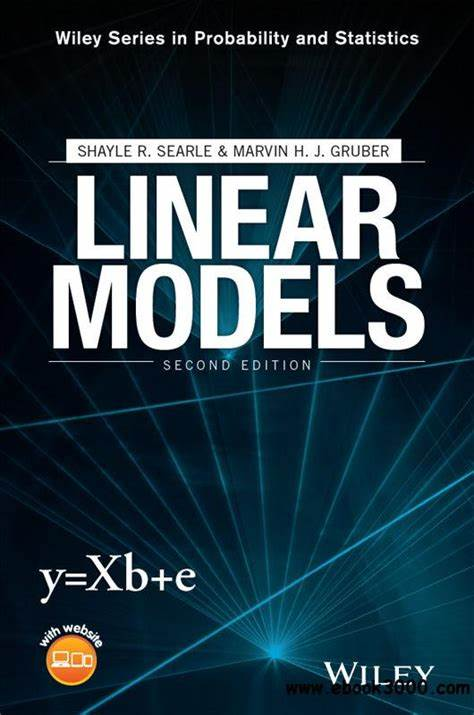 Wiley Series in Probability and Statistics
SHAYLE R. SEARLE & MARVIN H. J. GRUBER
LINEAR
MODELS
SECOND EDITION
y=Xb+e
with website
WILEY
www.ebook3000.com